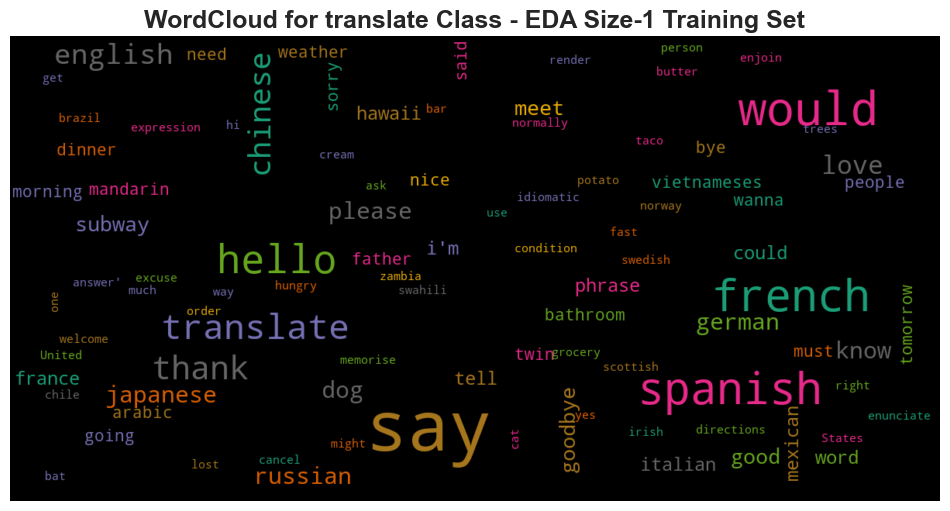 WordCloud for translate Class - EDA Size-1 Training Set
english
need
weather
said
person
enjoin
render
butter
get
chinese
sorry
hawaii
bar
meet
normally
would
trees
brazil
expression
hi
dinner
cream
taco
bye
love
people
morning
mandarin
ask
nice
potato
vietnameses
idiomatic
norway
wanna
subway
please
use
hello
father
i'm
condition
fast
swedish
could
answer'
excuse
much
way
hungry
zambia
swahili
phrase
french
one
order
translate
bathroom
german
tomorrow
welcome
United
thank
memorise
twin
grocery
scottish
must
know
france
chile
japanese
arabic
dog
tell
spanish
right
going
say
goodbye
yes
irish
directions
mexican
enunciate
States
might
cat
bat
lost
cancel
russian
italian
good
word